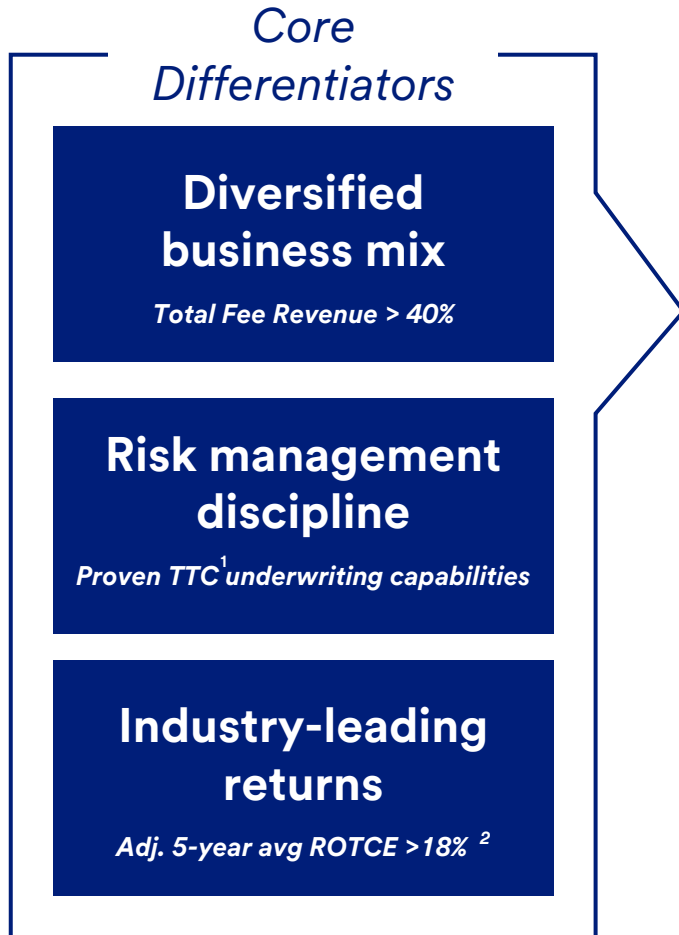 Core
Differentiators
Diversified
business mix
Total Fee Revenue > 40%
Risk management
discipline
Proven TTC¹ underwriting capabilities
Industry-leading
returns
Adj. 5-year avg ROTCE >18% ²